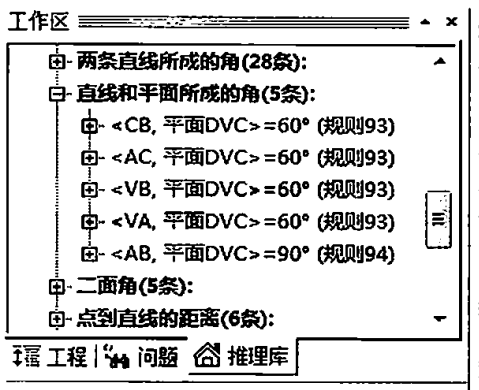 工作区
两条直线所成的角(28条):
直线和平面所成的角(5条):
<CB, 平面DVC>=60° (规则93)
<AC, 平面DVC>=60° (规则93)
<VB, 平面DVC>=60° (规则93)
<VA, 平面DVC>=60° (规则93)
<AB, 平面DVC>=90° (规则94)
二面角(5条):
点到直线的距离(6条):
工程 问题 推理库